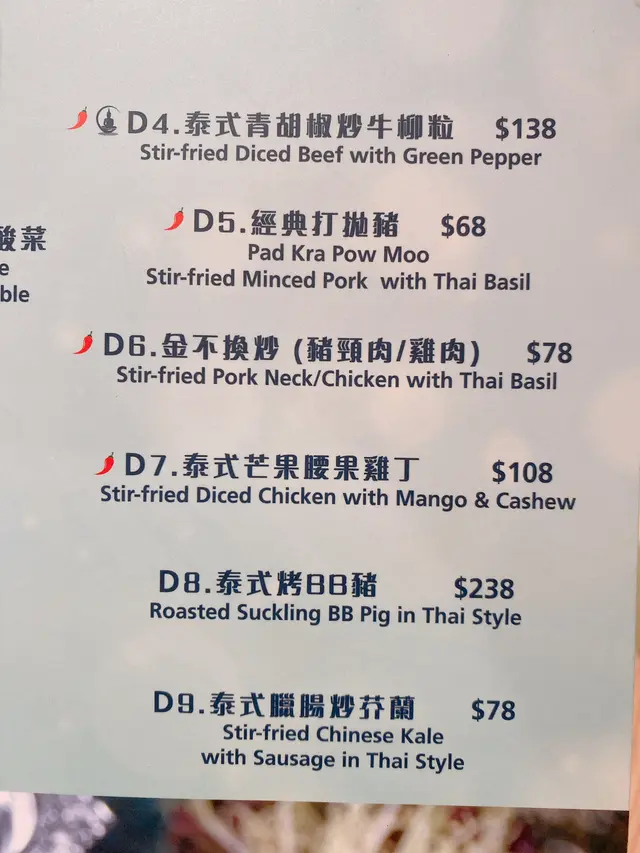 D4.泰式青胡椒炒牛柳粒 $138
Stir-fried Diced Beef with Green Pepper
D5.經典打拋豬 $68
Pad Kra Pow Moo
Stir-fried Minced Pork with Thai Basil
酸菜
e
ble
D6.金不換炒 (豬頸肉/雞肉) $78
Stir-fried Pork Neck/Chicken with Thai Basil
D7.泰式芒果腰果雞丁 $108
Stir-fried Diced Chicken with Mango & Cashew
D8.泰式烤BB豬 $238
Roasted Suckling BB Pig in Thai Style
D9.泰式臘腸炒芥蘭 $78
Stir-fried Chinese Kale
with Sausage in Thai Style